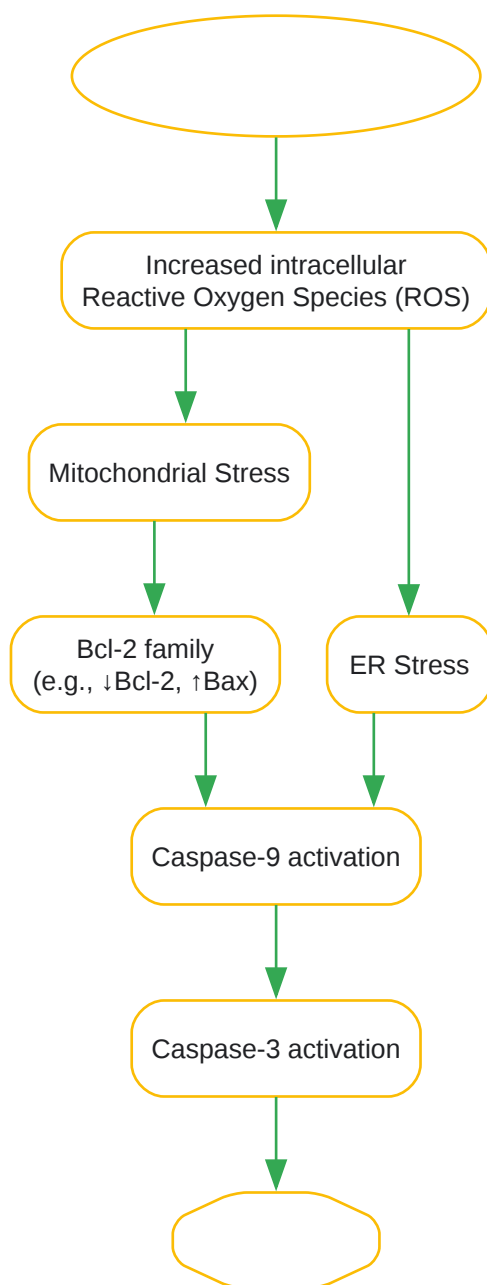 Increased intracellular
Reactive Oxygen Species (ROS)
Mitochondrial Stress
Bcl-2 family
(e.g., ↓Bcl-2, ↑Bax)
ER Stress
Caspase-9 activation
Caspase-3 activation